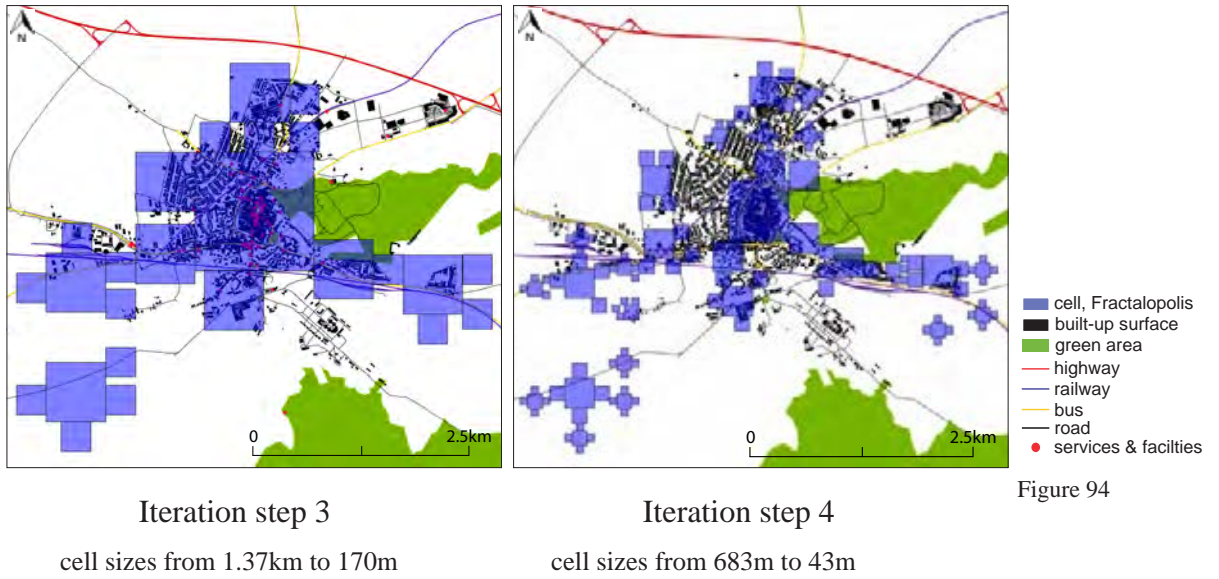 N
0
2.5km
N
0
2.5km
cell, Fractalopolis
built-up surface
green area
highway
railway
bus
road
services & facilties
Figure 94
Iteration step 3
cell sizes from 1.37km to 170m
Iteration step 4
cell sizes from 683m to 43m